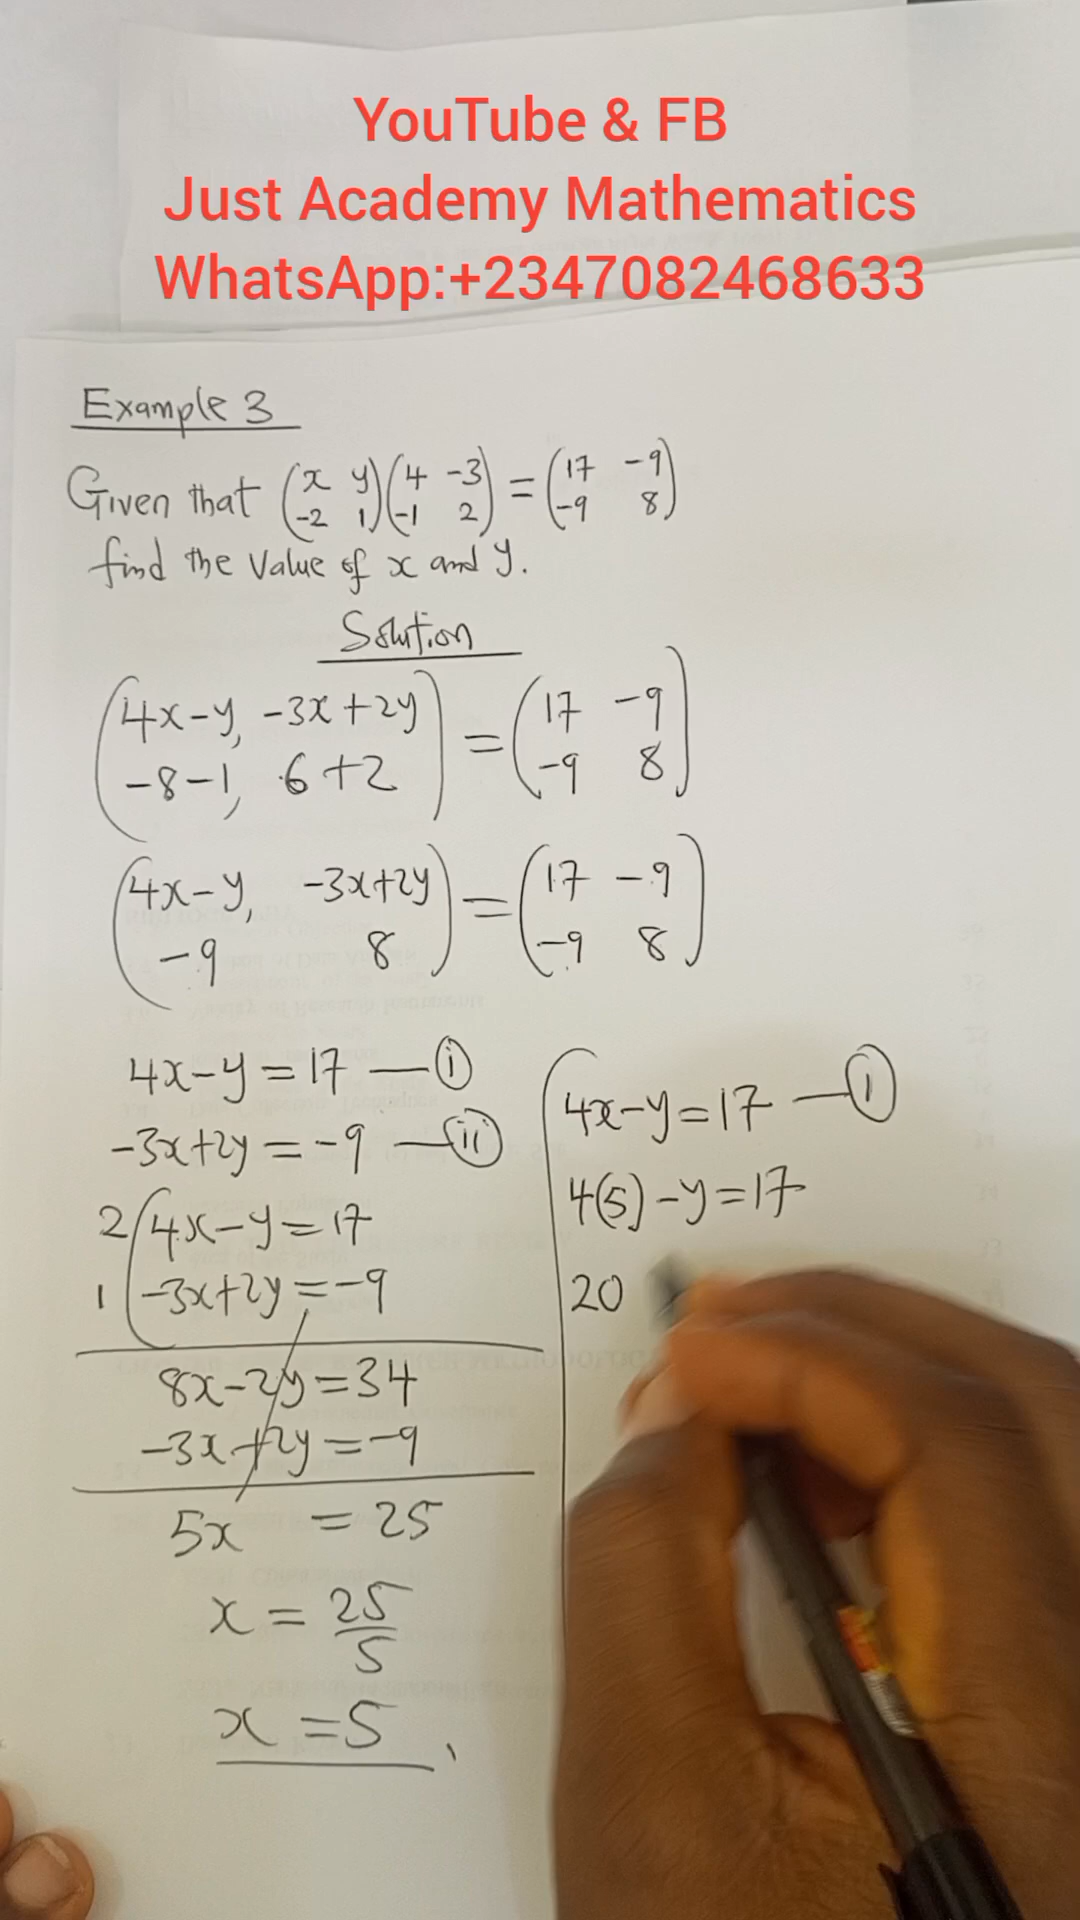 YouTube & FB
Just Academy Mathematics
WhatsApp:+2347082468633
Example 3
Given that (x y) (4 -3) = (17 -9)
(-2 1) (-1 2) (-9 8)
find the value of x and y.
Solution
(4x-y, -3x+2y) = (17 -9)
(-8-1, 6+2) (-9 8)
(4x-y, -3x+2y) = (17 -9)
(-9 8) (-9 8)
4x-y=17 — (i)
-3x+2y=-9 — (ii)
2(4x-y=17
1(-3x+2y=-9
8x-2y=34
-3x+2y=-9
5x = 25
x = 25/5
x = 5
4x-y=17 — (i)
4(5)-y=17
20